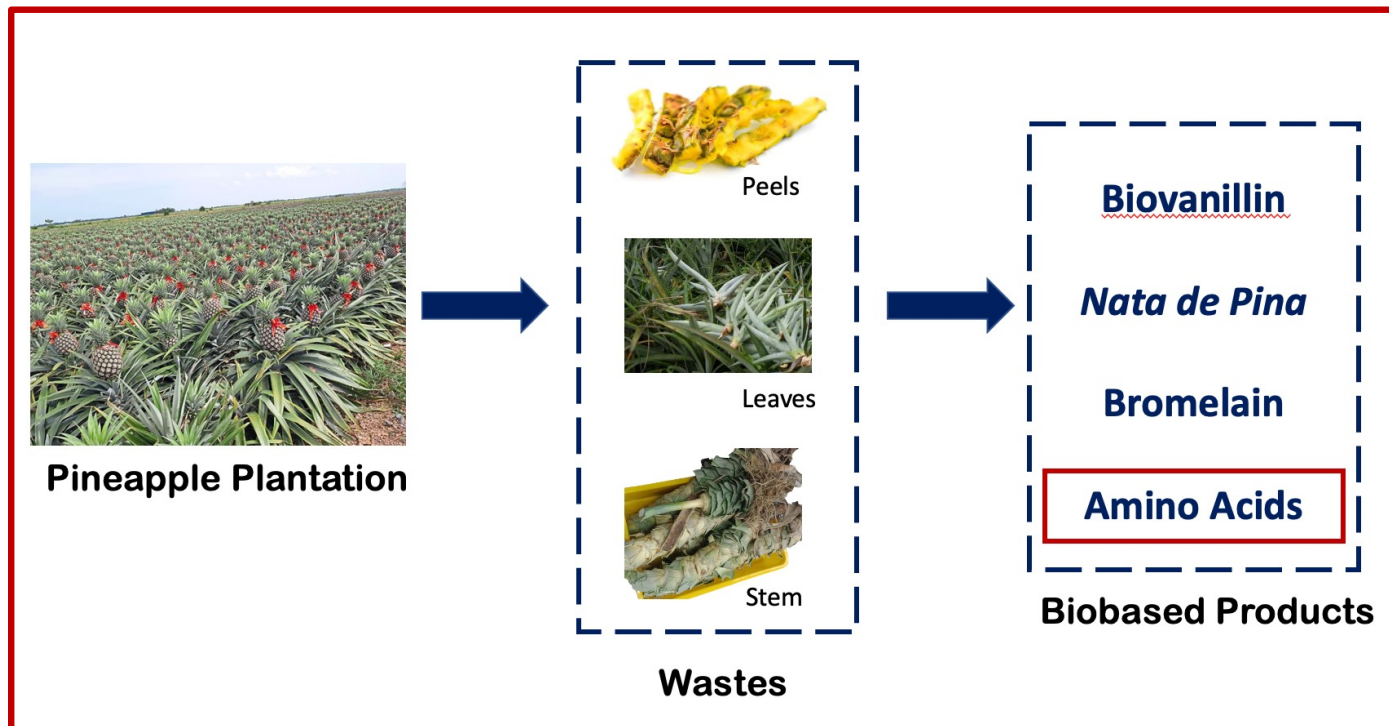 Pineapple Plantation
Peels
Leaves
Stem
Wastes
Biovanillin
Nata de Pina
Bromelain
Amino Acids
Biobased Products